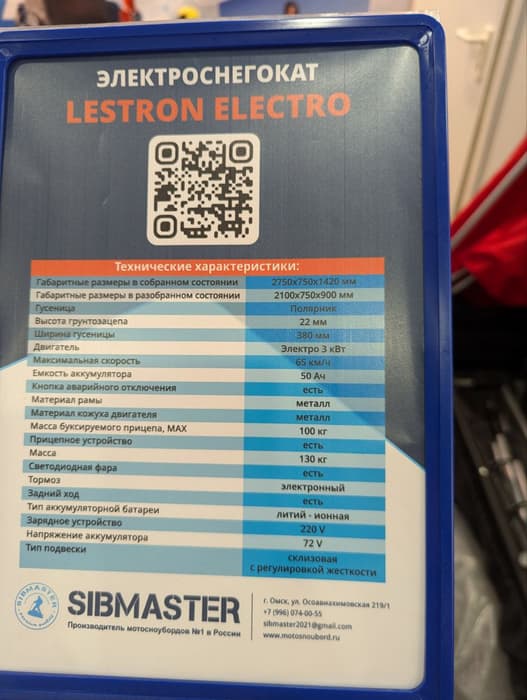 ЭЛЕКТРОСНЕГОКАТ
LESTRON ELECTRO
Технические характеристики:
Габаритные размеры в собранном состоянии 2750х750х1420 мм
Габаритные размеры в разобранном состоянии 2100х750х900 мм
Гусеница Полярник
Высота грунтозацепа 22 мм
Ширина гусеницы 380 мм
Двигатель Электро 3 кВт
Максимальная скорость 65 км/ч
Емкость аккумулятора 50 Ач
Кнопка аварийного отключения есть
Материал рамы металл
Материал кожуха двигателя металл
Масса буксируемого прицепа, МАХ 100 кг
Прицепное устройство есть
Масса 130 кг
Светодиодная фара есть
Тормоз электронный
Задний ход есть
Тип аккумуляторной батареи литий - ионная
Зарядное устройство 220 V
Напряжение аккумулятора 72 V
Тип подвески склизовая
с регулировкой жесткости
SIBMASTER
SIBMASTER
Производитель мотосноубордов №1 в России
г. Омск, ул. Осоавиахимовская 219/1
+7 (996) 074-00-55
sibmaster2021@gmail.com
www.motosnoubord.ru